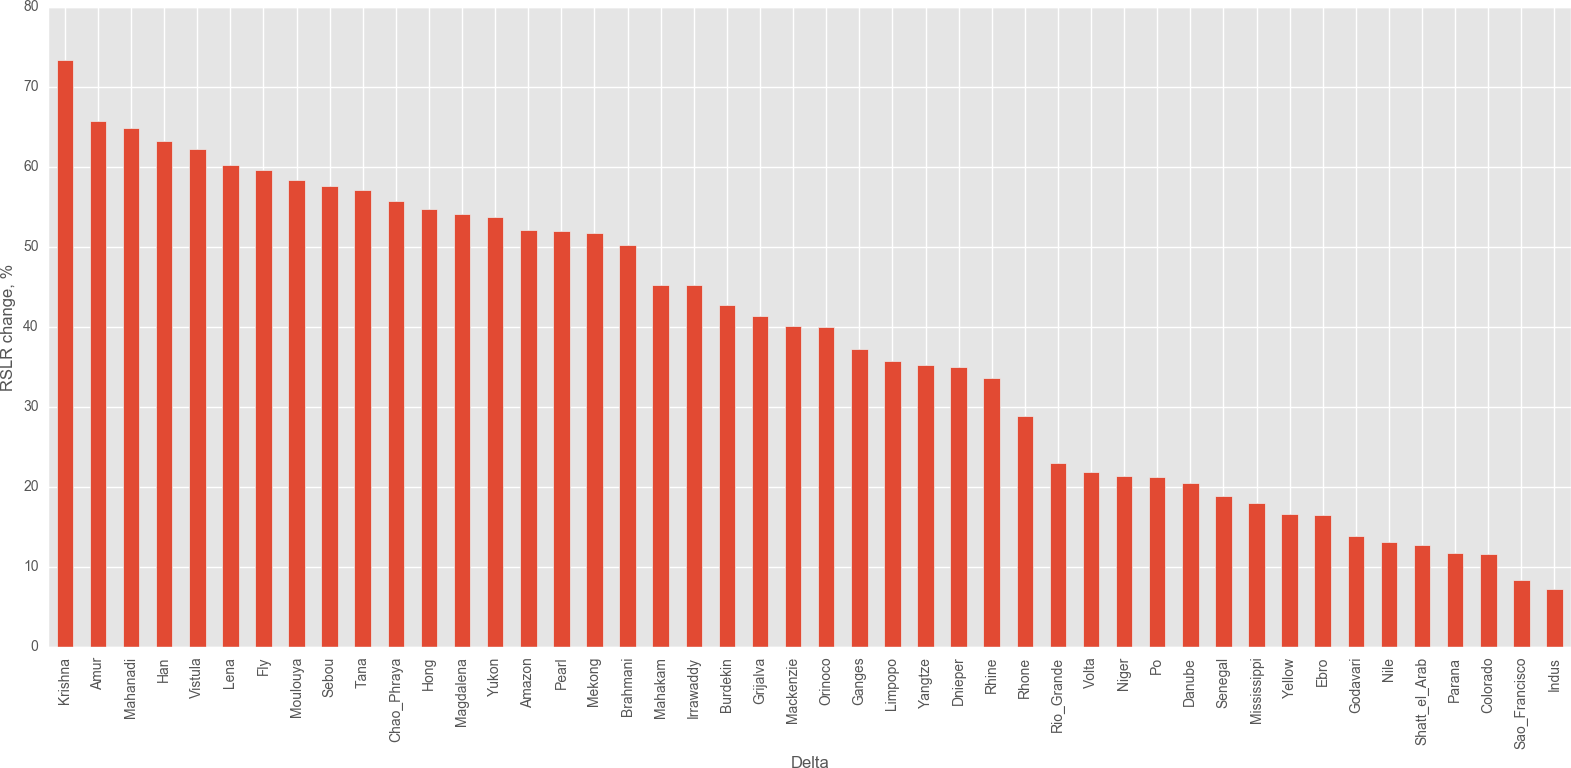 80
70
60
50
40
30
20
10
0
RSLR change, %
Krishna
Amur
Mahanadi
Han
Vistula
Lena
Fly
Moulouya
Sebou
Tana
Chao_Phraya
Hong
Magdalena
Yukon
Amazon
Pearl
Mekong
Brahmani
Mahakam
Irrawaddy
Burdekin
Grijalva
Mackenzie
Orinoco
Ganges
Limpopo
Yangtze
Dnieper
Rhine
Rhone
Rio_Grande
Volta
Niger
Po
Danube
Senegal
Mississippi
Yellow
Ebro
Godavari
Nile
Shatt_el_Arab
Parana
Colorado
Sao_Francisco
Indus
Delta